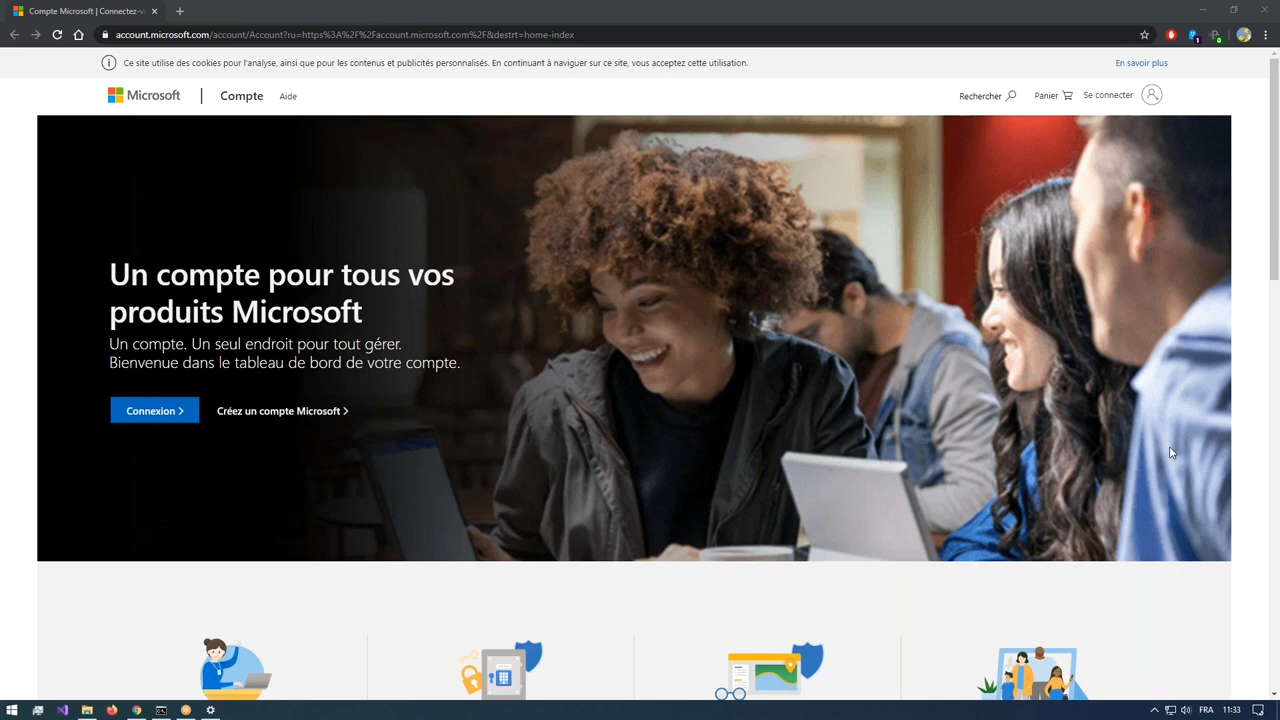 Compte Microsoft | Connectez-v
account.microsoft.com/account/Account?ru=https%3A%2F%2Faccount.microsoft.com%2F&destrt=home-index
Ce site utilise des cookies pour l'analyse, ainsi que pour les contenus et publicités personnalisés. En continuant à naviguer sur ce site, vous acceptez cette utilisation.
En savoir plus
Microsoft
Compte
Aide
Rechercher
Panier
Se connecter
Un compte pour tous vos
produits Microsoft
Un compte. Un seul endroit pour tout gérer.
Bienvenue dans le tableau de bord de votre compte.
Connexion
Créez un compte Microsoft
FRA
11:33